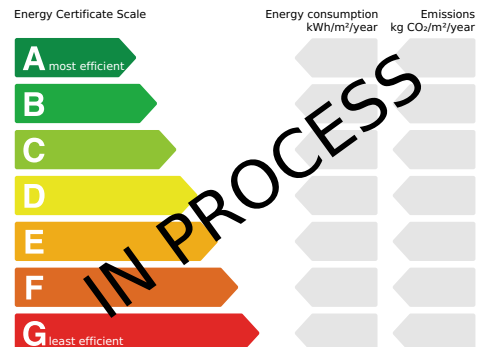 Energy Certificate Scale
Energy consumption
kWh/m²/year
Emissions
kg CO₂/m²/year
A most efficient
B
C
D
E
F
G least efficient
IN PROCESS